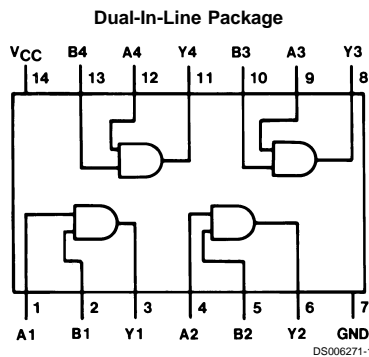 Dual-In-Line Package
VCC B4 A4 Y4 B3 A3 Y3
14 13 12 11 10 9 8
1 2 3 4 5 6 7
A1 B1 Y1 A2 B2 Y2 GND
DS006271-